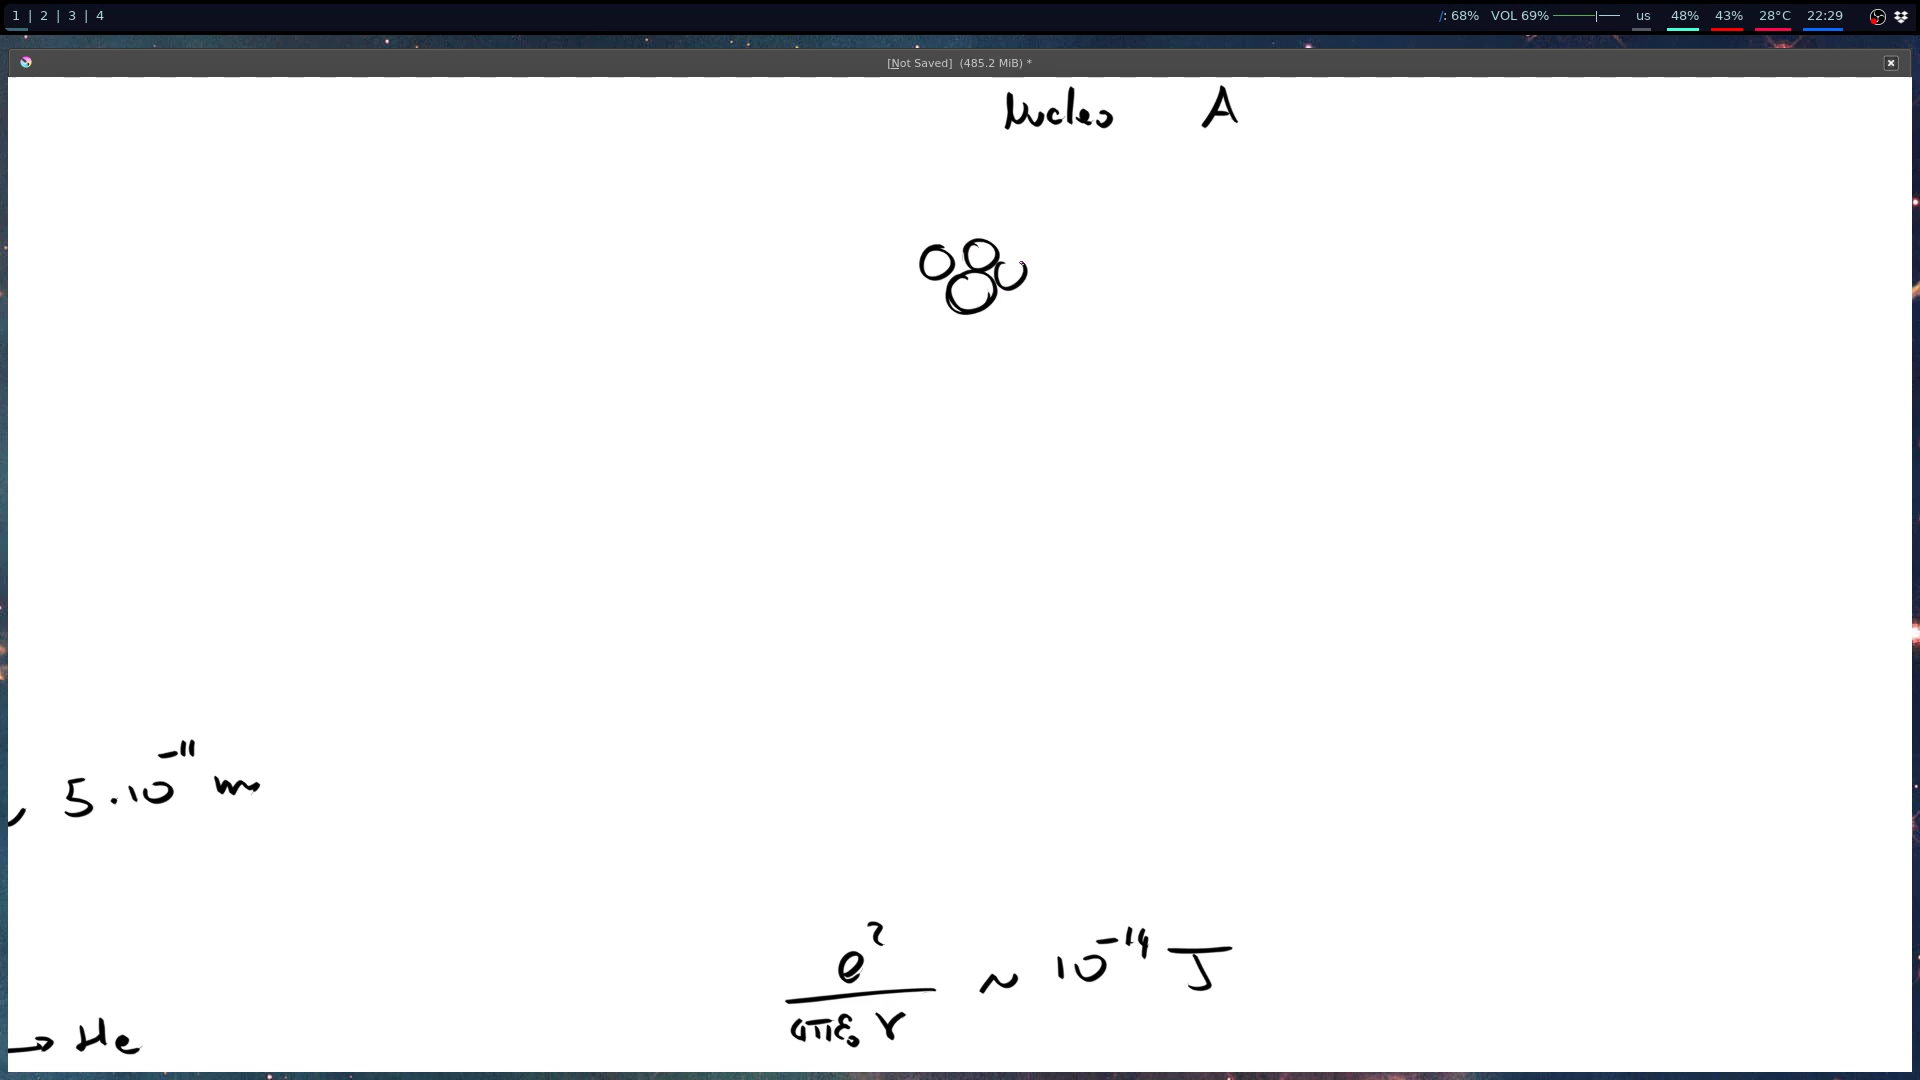 1 | 2 | 3 | 4 /: 68% VOL 69% us 48% 43% 28°C 22:29
[Not Saved] (485.2 MiB) *
Nucleo A
5 · 10⁻¹¹ m
e² / 4πε₀ r ~ 10⁻¹⁴ J
→ He